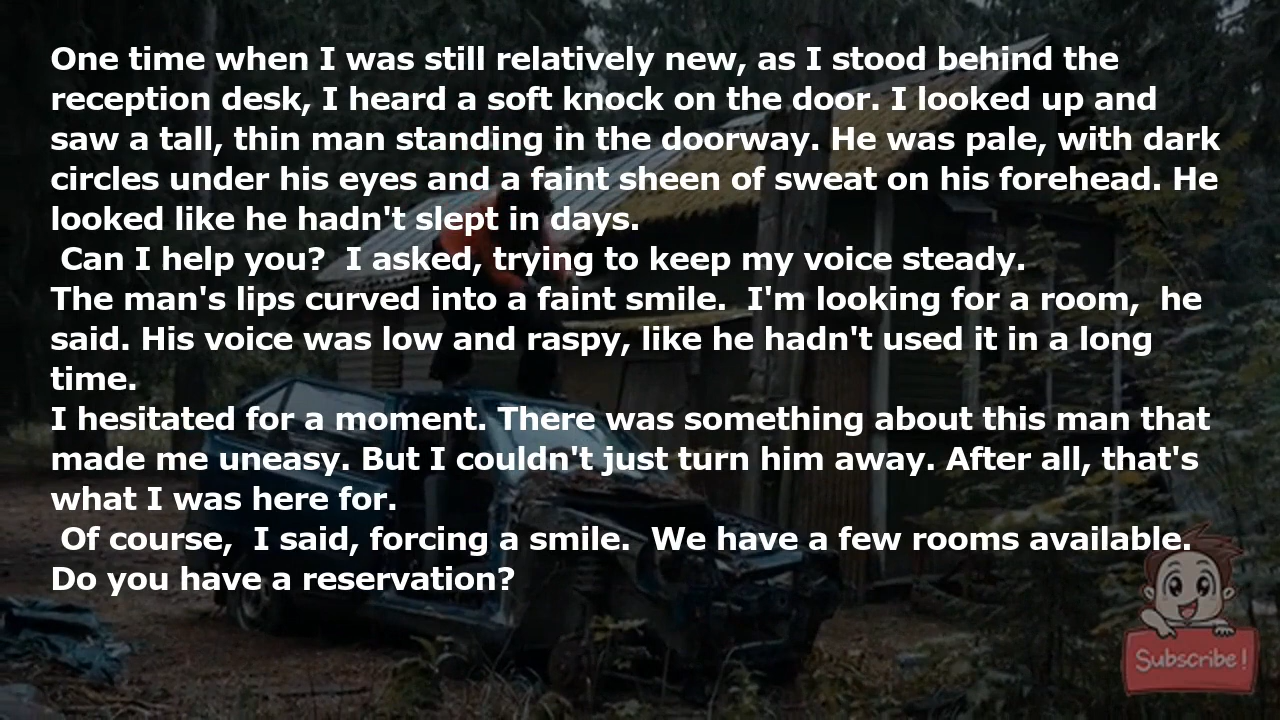 One time when I was still relatively new, as I stood behind the
reception desk, I heard a soft knock on the door. I looked up and
saw a tall, thin man standing in the doorway. He was pale, with dark
circles under his eyes and a faint sheen of sweat on his forehead. He
looked like he hadn't slept in days.
Can I help you?  I asked, trying to keep my voice steady.
The man's lips curved into a faint smile.  I'm looking for a room,  he
said. His voice was low and raspy, like he hadn't used it in a long
time.
I hesitated for a moment. There was something about this man that
made me uneasy. But I couldn't just turn him away. After all, that's
what I was here for.
Of course,  I said, forcing a smile.  We have a few rooms available.
Do you have a reservation?
Subscribe!